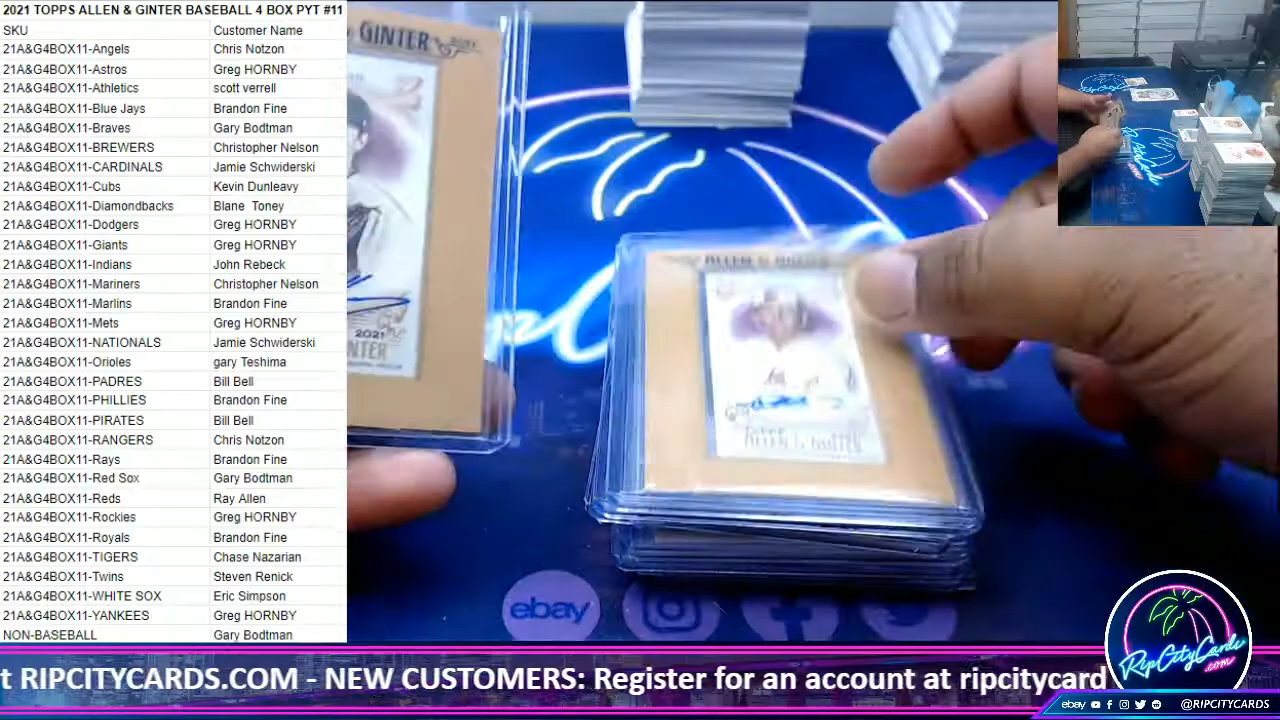 2021 TOPPS ALLEN & GINTER BASEBALL 4 BOX PYT #11
SKU Customer Name
21A&G4BOX11-Angels Chris Notzon
21A&G4BOX11-Astros Greg HORNBY
21A&G4BOX11-Athletics scott verrell
21A&G4BOX11-Blue Jays Brandon Fine
21A&G4BOX11-Braves Gary Bodtman
21A&G4BOX11-BREWERS Christopher Nelson
21A&G4BOX11-CARDINALS Jamie Schwiderski
21A&G4BOX11-Cubs Kevin Dunleavy
21A&G4BOX11-Diamondbacks Blane Toney
21A&G4BOX11-Dodgers Greg HORNBY
21A&G4BOX11-Giants Greg HORNBY
21A&G4BOX11-Indians John Rebeck
21A&G4BOX11-Mariners Christopher Nelson
21A&G4BOX11-Marlins Brandon Fine
21A&G4BOX11-Mets Greg HORNBY
21A&G4BOX11-NATIONALS Jamie Schwiderski
21A&G4BOX11-Orioles gary Teshima
21A&G4BOX11-PADRES Bill Bell
21A&G4BOX11-PHILLIES Brandon Fine
21A&G4BOX11-PIRATES Bill Bell
21A&G4BOX11-RANGERS Chris Notzon
21A&G4BOX11-Rays Brandon Fine
21A&G4BOX11-Red Sox Gary Bodtman
21A&G4BOX11-Reds Ray Allen
21A&G4BOX11-Rockies Greg HORNBY
21A&G4BOX11-Royals Brandon Fine
21A&G4BOX11-TIGERS Chase Nazarian
21A&G4BOX11-Twins Steven Renick
21A&G4BOX11-WHITE SOX Eric Simpson
21A&G4BOX11-YANKEES Greg HORNBY
NON-BASEBALL Gary Bodtman
GINTER
2021
ebay
t RIPCITYCARDS.COM - NEW CUSTOMERS: Register for an account at ripcitycard
RipCityCards
.com
ebay @RIPCITYCARDS